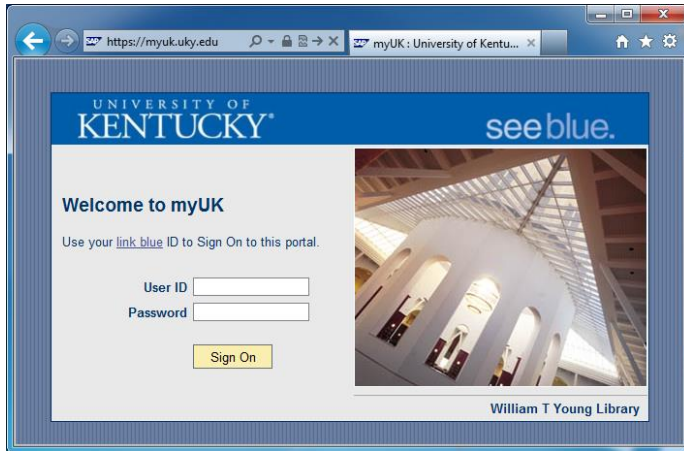 https://myuk.uky.edu
myUK : University of Kentu...
UNIVERSITY OF
KENTUCKY®
see blue.
Welcome to myUK
Use your link blue ID to Sign On to this portal.
User ID
Password
Sign On
William T Young Library